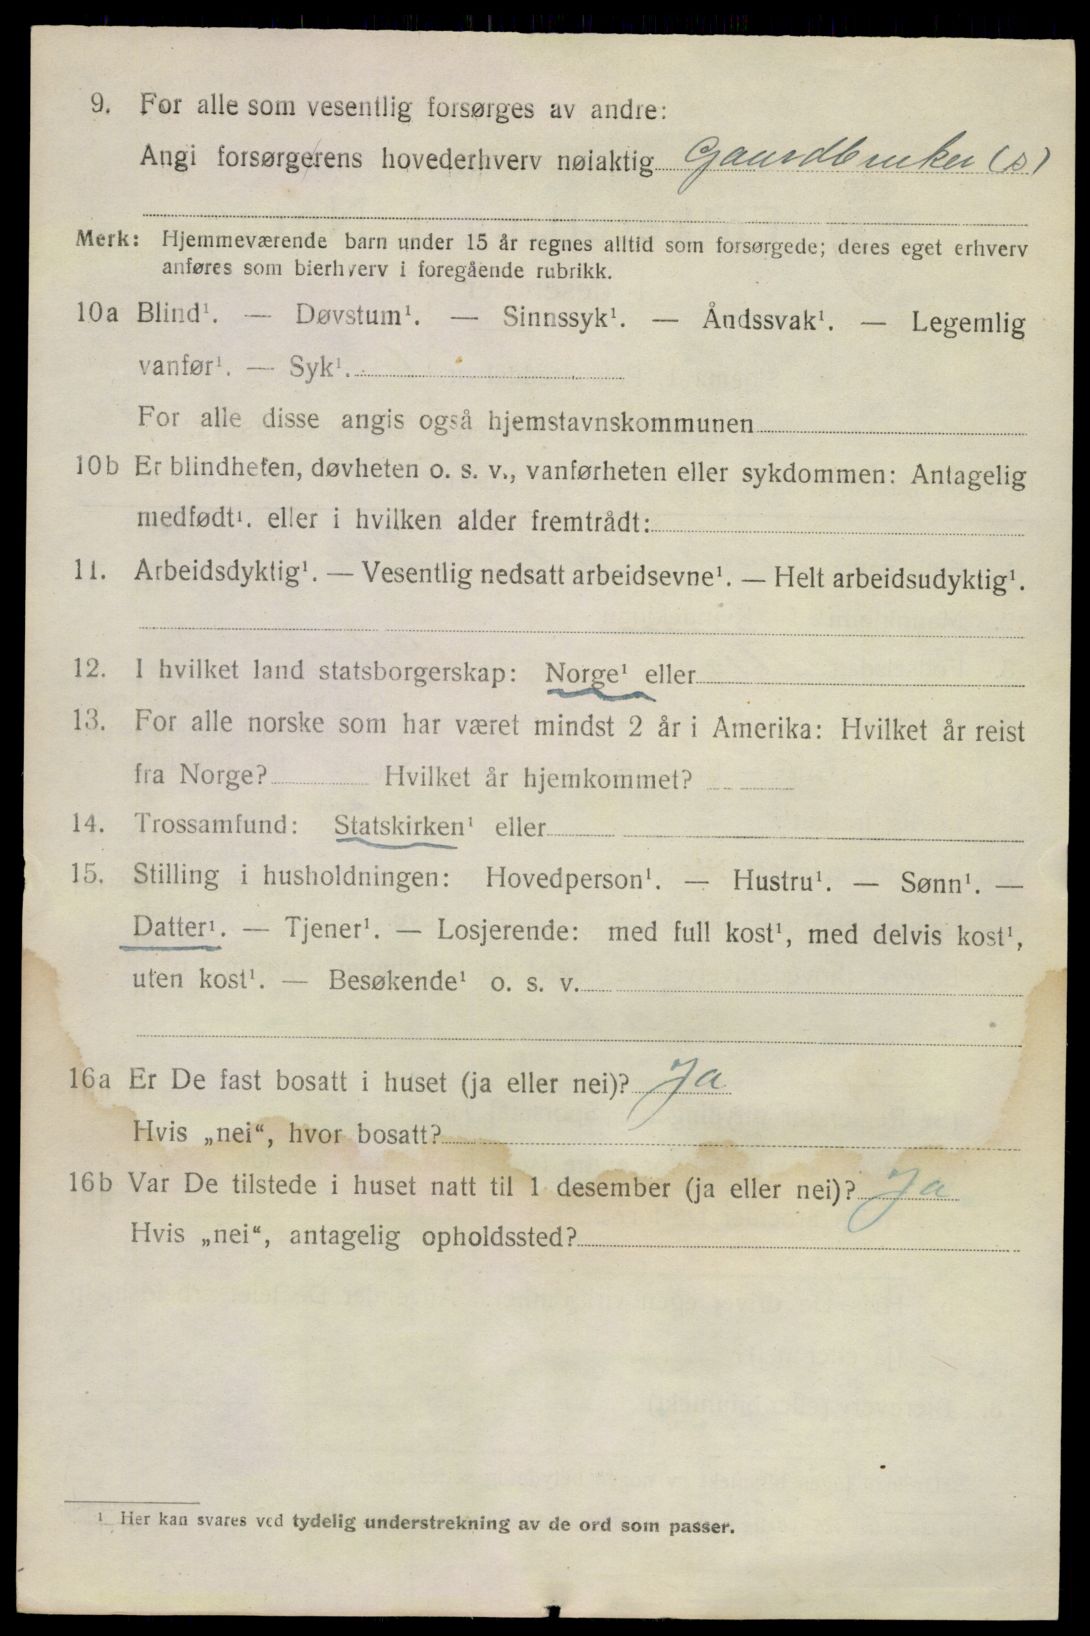 9. For alle som vesentlig forsørges av andre:
Angi forsørgerens hovederhverv nøiaktig Gaardbruker (s)
Merk: Hjemmeværende barn under 15 år regnes alltid som forsørgede; deres eget erhverv
anføres som bierhverv i foregående rubrikk.
10a Blind¹. — Døvstum¹. — Sinnssyk¹. — Åndssvak¹. — Legemlig
vanfør¹. — Syk¹.
For alle disse angis også hjemstavnskommunen
10b Er blindheten, døvheten o. s. v., vanførheten eller sykdommen: Antagelig
medfødt¹. eller i hvilken alder fremtrådt:
11. Arbeidsdyktig¹. — Vesentlig nedsatt arbeidsevne¹. — Helt arbeidsudyktig¹.
12. I hvilket land statsborgerskap: Norge¹ eller
13. For alle norske som har været mindst 2 år i Amerika: Hvilket år reist
fra Norge? Hvilket år hjemkommet?
14. Trossamfund: Statskirken¹ eller
15. Stilling i husholdningen: Hovedperson¹. — Hustru¹. — Sønn¹. —
Datter¹. — Tjener¹. — Losjerende: med full kost¹, med delvis kost¹,
uten kost¹. — Besøkende¹ o. s. v.
16a Er De fast bosatt i huset (ja eller nei)? Ja
Hvis „nei“, hvor bosatt?
16b Var De tilstede i huset natt til 1 desember (ja eller nei)? Ja
Hvis „nei“, antagelig opholdssted?
¹ Her kan svares ved tydelig understrekning av de ord som passer.